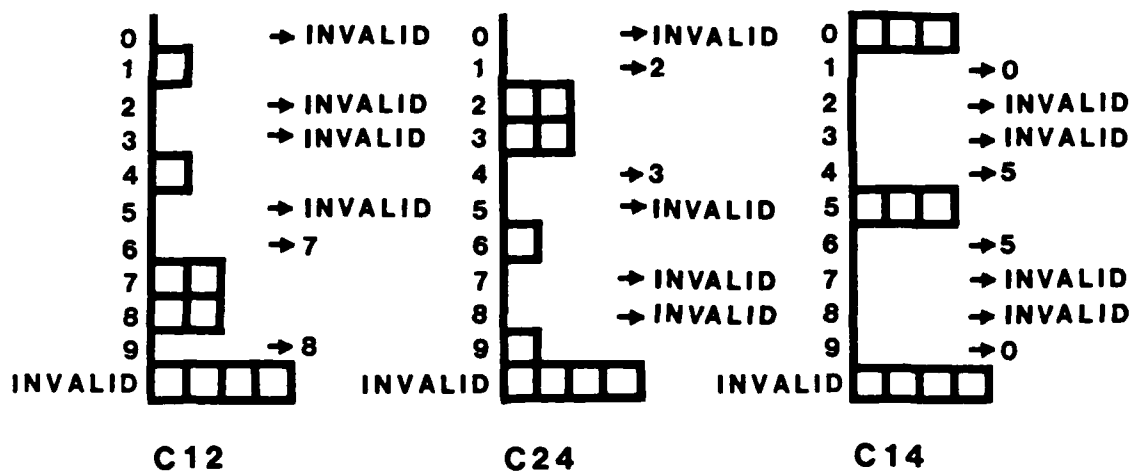 0 → INVALID 0 → INVALID 0
1 1 → 2 1 → 0
2 → INVALID 2 2 → INVALID
3 → INVALID 3 3 → INVALID
4 4 → 3 4 → 5
5 → INVALID 5 → INVALID 5
6 → 7 6 6 → 5
7 7 → INVALID 7 → INVALID
8 8 → INVALID 8 → INVALID
9 → 8 9 9 → 0
INVALID INVALID INVALID
C12 C24 C14